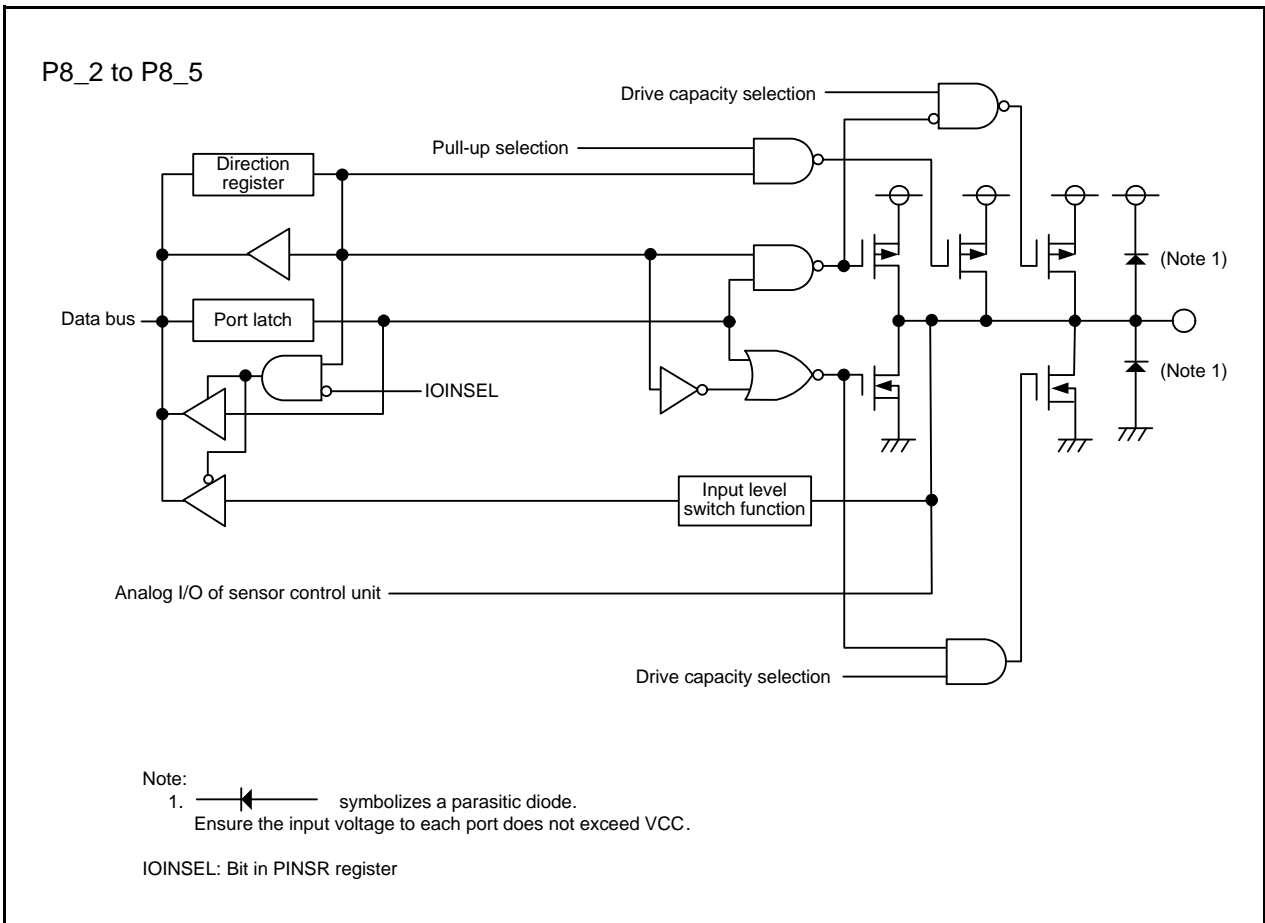 P8_2 to P8_5
Drive capacity selection
Pull-up selection
Direction
register
(Note 1)
Data bus
Port latch
(Note 1)
IOINSEL
Input level
switch function
Analog I/O of sensor control unit
Drive capacity selection
Note:
1. symbolizes a parasitic diode.
Ensure the input voltage to each port does not exceed VCC.
IOINSEL: Bit in PINSR register